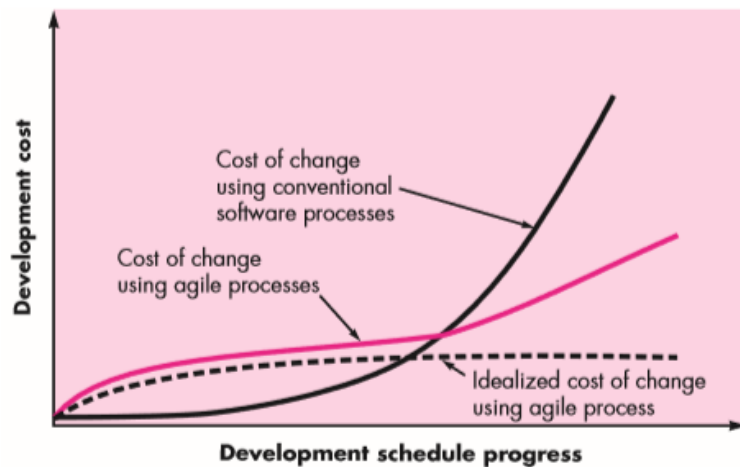 Development cost
Cost of change
using conventional
software processes
Cost of change
using agile processes
Idealized cost of change
using agile process
Development schedule progress